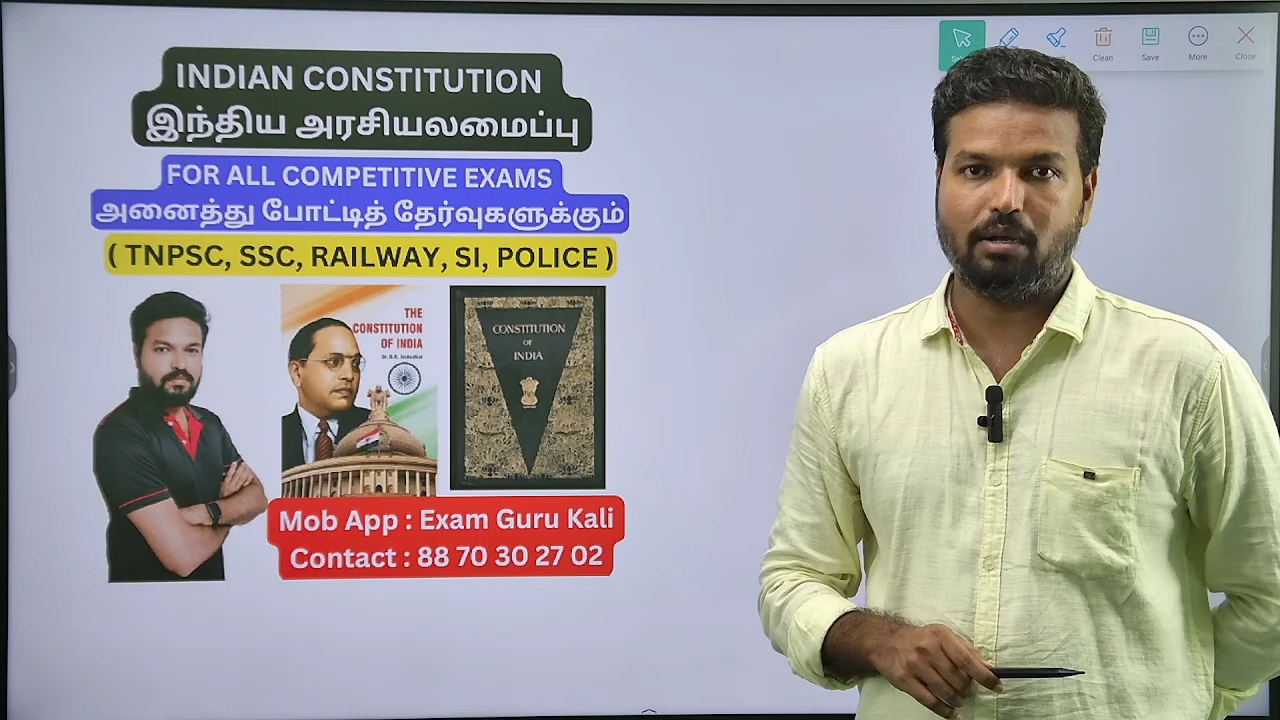 INDIAN CONSTITUTION
இந்திய அரசியலமைப்பு
FOR ALL COMPETITIVE EXAMS
அனைத்து போட்டித் தேர்வுகளுக்கும்
( TNPSC, SSC, RAILWAY, SI, POLICE )
THE
CONSTITUTION
OF INDIA
Dr. B.R. Ambedkar
CONSTITUTION
OF
INDIA
Mob App : Exam Guru Kali
Contact : 88 70 30 27 02
Clean
Save
More
Close